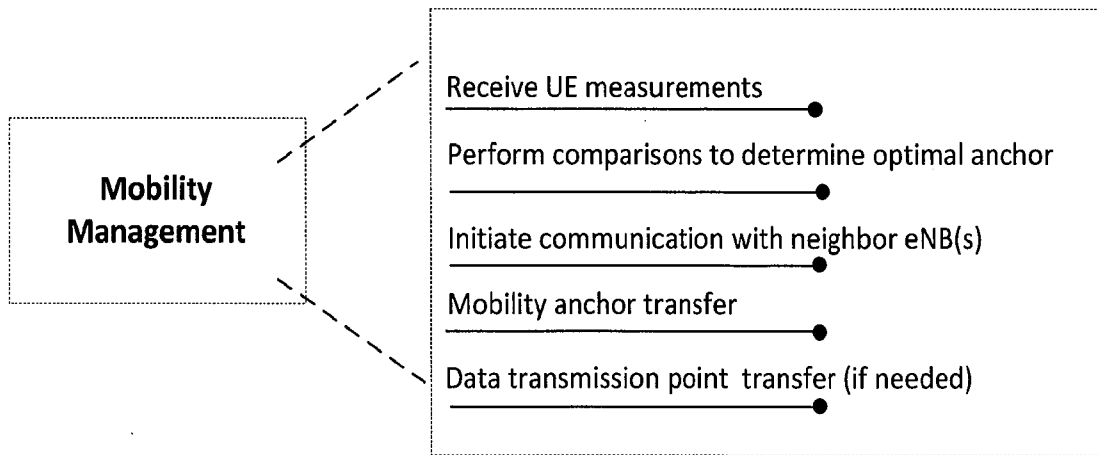 Mobility
Management
Receive UE measurements
Perform comparisons to determine optimal anchor
Initiate communication with neighbor eNB(s)
Mobility anchor transfer
Data transmission point transfer (if needed)